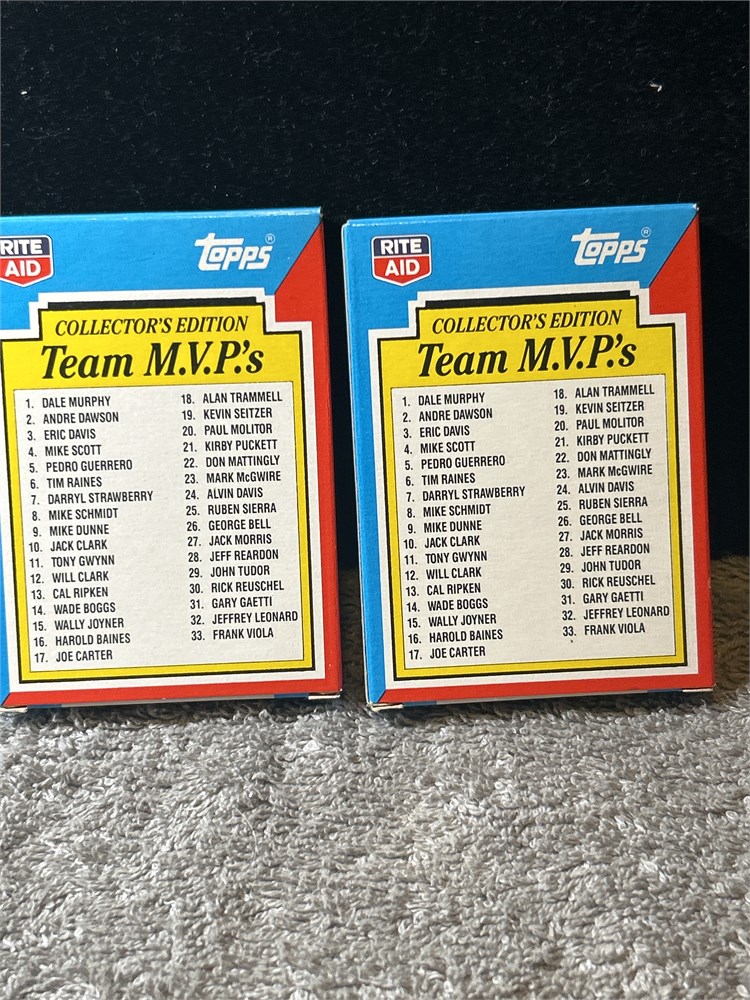 RITE
AID
Topps®
COLLECTOR'S EDITION
Team M.V.P.'s
1. DALE MURPHY
2. ANDRE DAWSON
3. ERIC DAVIS
4. MIKE SCOTT
5. PEDRO GUERRERO
6. TIM RAINES
7. DARRYL STRAWBERRY
8. MIKE SCHMIDT
9. MIKE DUNNE
10. JACK CLARK
11. TONY GWYNN
12. WILL CLARK
13. CAL RIPKEN
14. WADE BOGGS
15. WALLY JOYNER
16. HAROLD BAINES
17. JOE CARTER
18. ALAN TRAMMELL
19. KEVIN SEITZER
20. PAUL MOLITOR
21. KIRBY PUCKETT
22. DON MATTINGLY
23. MARK McGWIRE
24. ALVIN DAVIS
25. RUBEN SIERRA
26. GEORGE BELL
27. JACK MORRIS
28. JEFF REARDON
29. JOHN TUDOR
30. RICK REUSCHEL
31. GARY GAETTI
32. JEFFREY LEONARD
33. FRANK VIOLA
RITE
AID
Topps®
COLLECTOR'S EDITION
Team M.V.P.'s
1. DALE MURPHY
2. ANDRE DAWSON
3. ERIC DAVIS
4. MIKE SCOTT
5. PEDRO GUERRERO
6. TIM RAINES
7. DARRYL STRAWBERRY
8. MIKE SCHMIDT
9. MIKE DUNNE
10. JACK CLARK
11. TONY GWYNN
12. WILL CLARK
13. CAL RIPKEN
14. WADE BOGGS
15. WALLY JOYNER
16. HAROLD BAINES
17. JOE CARTER
18. ALAN TRAMMELL
19. KEVIN SEITZER
20. PAUL MOLITOR
21. KIRBY PUCKETT
22. DON MATTINGLY
23. MARK McGWIRE
24. ALVIN DAVIS
25. RUBEN SIERRA
26. GEORGE BELL
27. JACK MORRIS
28. JEFF REARDON
29. JOHN TUDOR
30. RICK REUSCHEL
31. GARY GAETTI
32. JEFFREY LEONARD
33. FRANK VIOLA